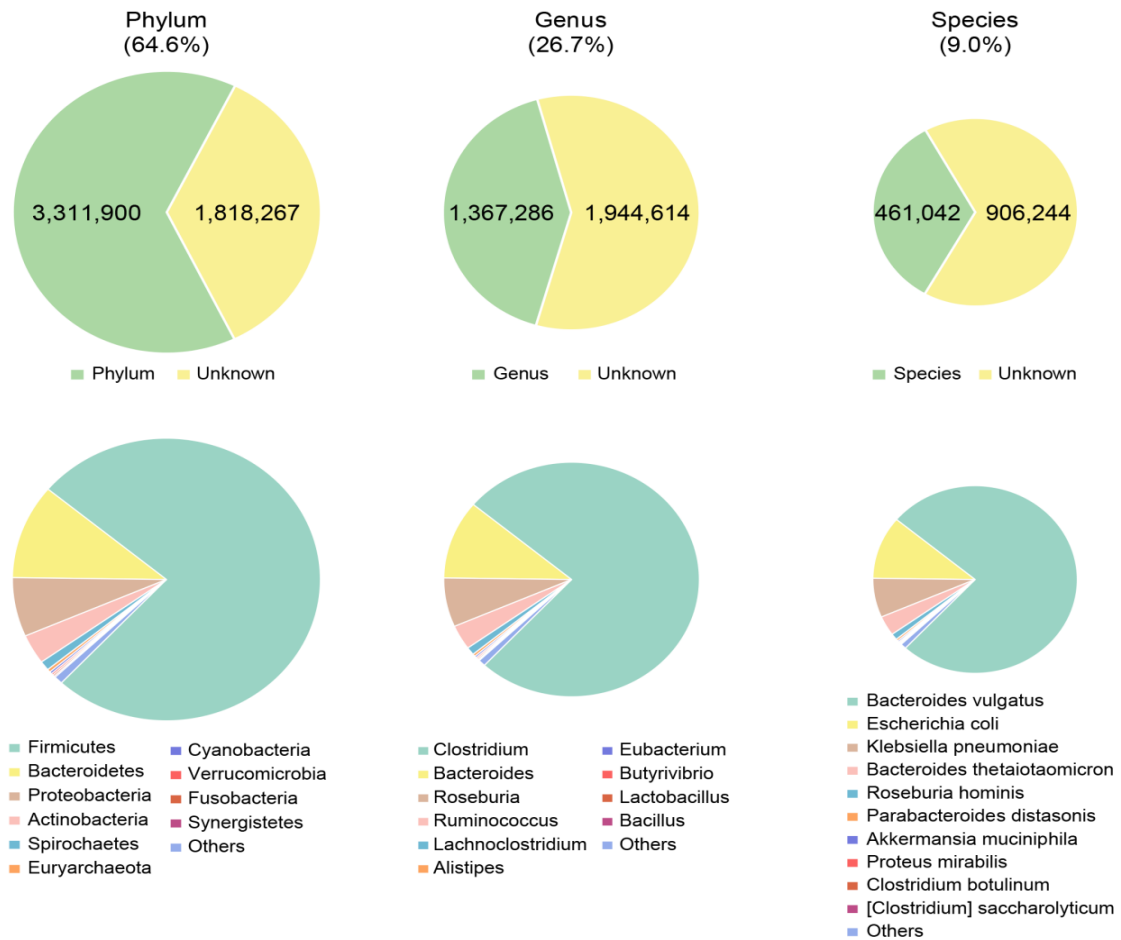 Phylum
(64.6%)
Genus
(26.7%)
Species
(9.0%)
3,311,900
1,818,267
1,367,286
1,944,614
461,042
906,244
Phylum
Unknown
Genus
Unknown
Species
Unknown
Firmicutes
Bacteroidetes
Proteobacteria
Actinobacteria
Spirochaetes
Euryarchaeota
Cyanobacteria
Verrucomicrobia
Fusobacteria
Synergistetes
Others
Clostridium
Bacteroides
Roseburia
Ruminococcus
Lachnoclostridium
Alistipes
Eubacterium
Butyrivibrio
Lactobacillus
Bacillus
Others
Bacteroides vulgatus
Escherichia coli
Klebsiella pneumoniae
Bacteroides thetaiotaomicron
Roseburia hominis
Parabacteroides distasonis
Akkermansia muciniphila
Proteus mirabilis
Clostridium botulinum
[Clostridium] saccharolyticum
Others